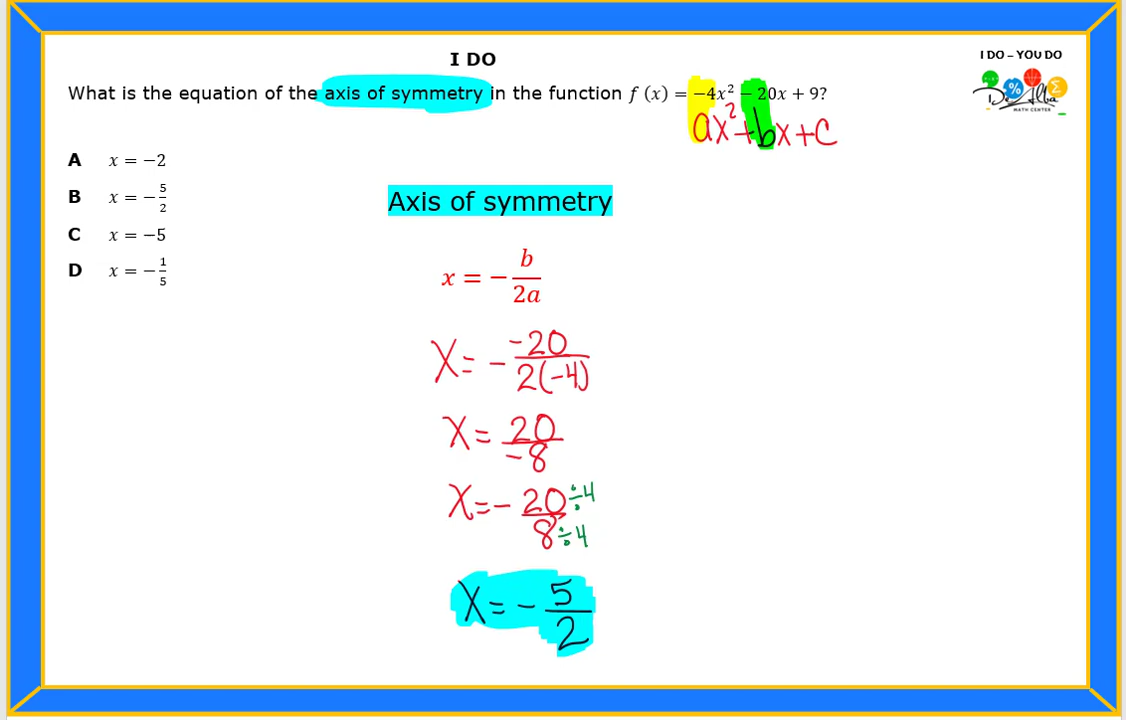 I DO
I DO – YOU DO
What is the equation of the axis of symmetry in the function f (x) = −4x² − 20x + 9?
%
Σ
MATH CENTER
ax² + bx + c
A x = −2
B x = −5/2
C x = −5
D x = −1/5
Axis of symmetry
x = − b/2a
X = − -20/2(-4)
X = 20/-8
X = - 20÷4/8÷4
X = - 5/2